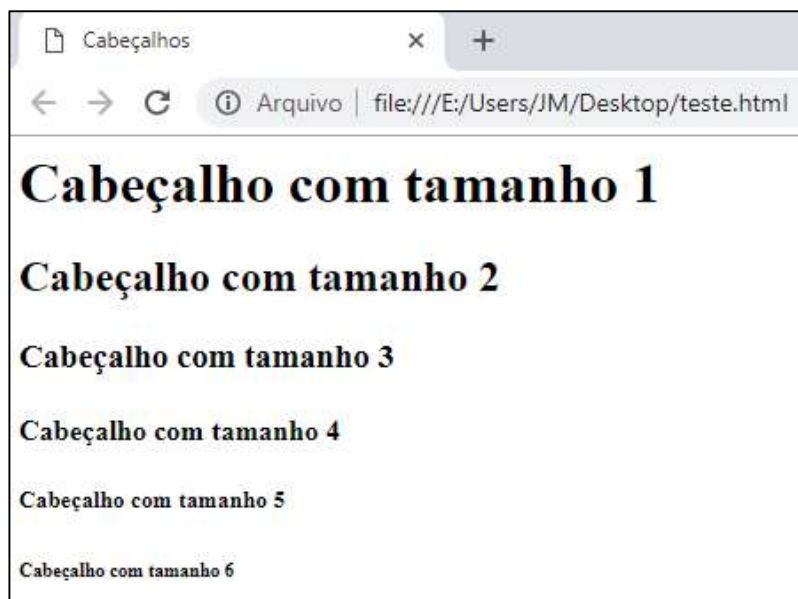 Cabeçalhos
Arquivo | file:///E:/Users/JM/Desktop/teste.html
Cabeçalho com tamanho 1
Cabeçalho com tamanho 2
Cabeçalho com tamanho 3
Cabeçalho com tamanho 4
Cabeçalho com tamanho 5
Cabeçalho com tamanho 6